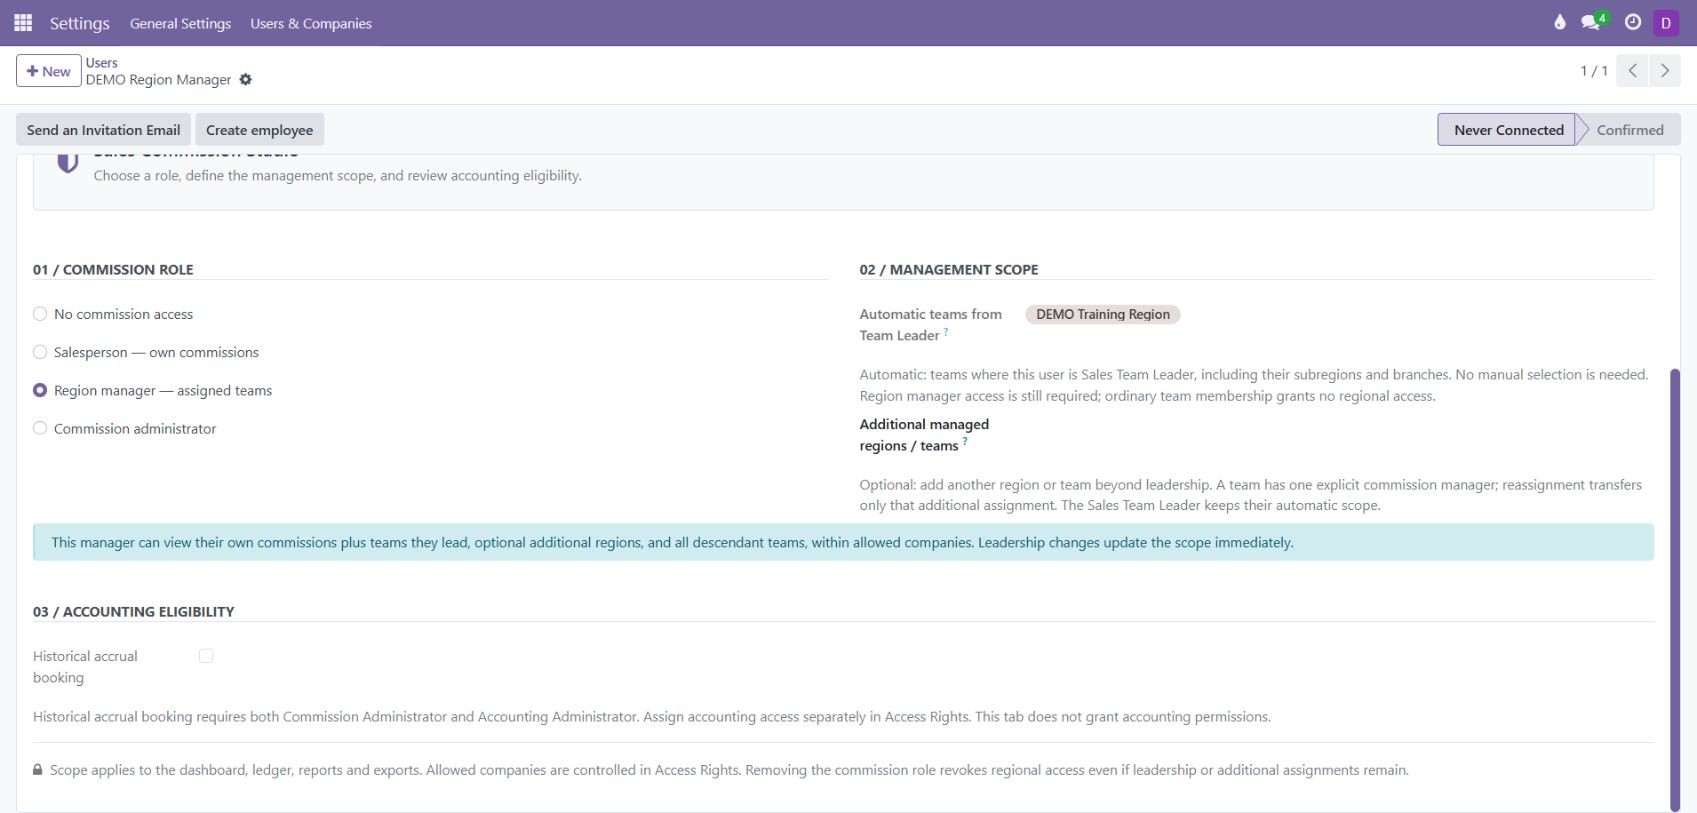 Settings
General Settings
Users & Companies
4
D
New
Users
DEMO Region Manager
1 / 1
Send an Invitation Email
Create employee
Never Connected
Confirmed
Sales Commission Studio
Choose a role, define the management scope, and review accounting eligibility.
01 / COMMISSION ROLE
No commission access
Salesperson — own commissions
Region manager — assigned teams
Commission administrator
02 / MANAGEMENT SCOPE
Automatic teams from
Team Leader ?
DEMO Training Region
Automatic: teams where this user is Sales Team Leader, including their subregions and branches. No manual selection is needed.
Region manager access is still required; ordinary team membership grants no regional access.
Additional managed
regions / teams ?
Optional: add another region or team beyond leadership. A team has one explicit commission manager; reassignment transfers
only that additional assignment. The Sales Team Leader keeps their automatic scope.
This manager can view their own commissions plus teams they lead, optional additional regions, and all descendant teams, within allowed companies. Leadership changes update the scope immediately.
03 / ACCOUNTING ELIGIBILITY
Historical accrual
booking
Historical accrual booking requires both Commission Administrator and Accounting Administrator. Assign accounting access separately in Access Rights. This tab does not grant accounting permissions.
Scope applies to the dashboard, ledger, reports and exports. Allowed companies are controlled in Access Rights. Removing the commission role revokes regional access even if leadership or additional assignments remain.